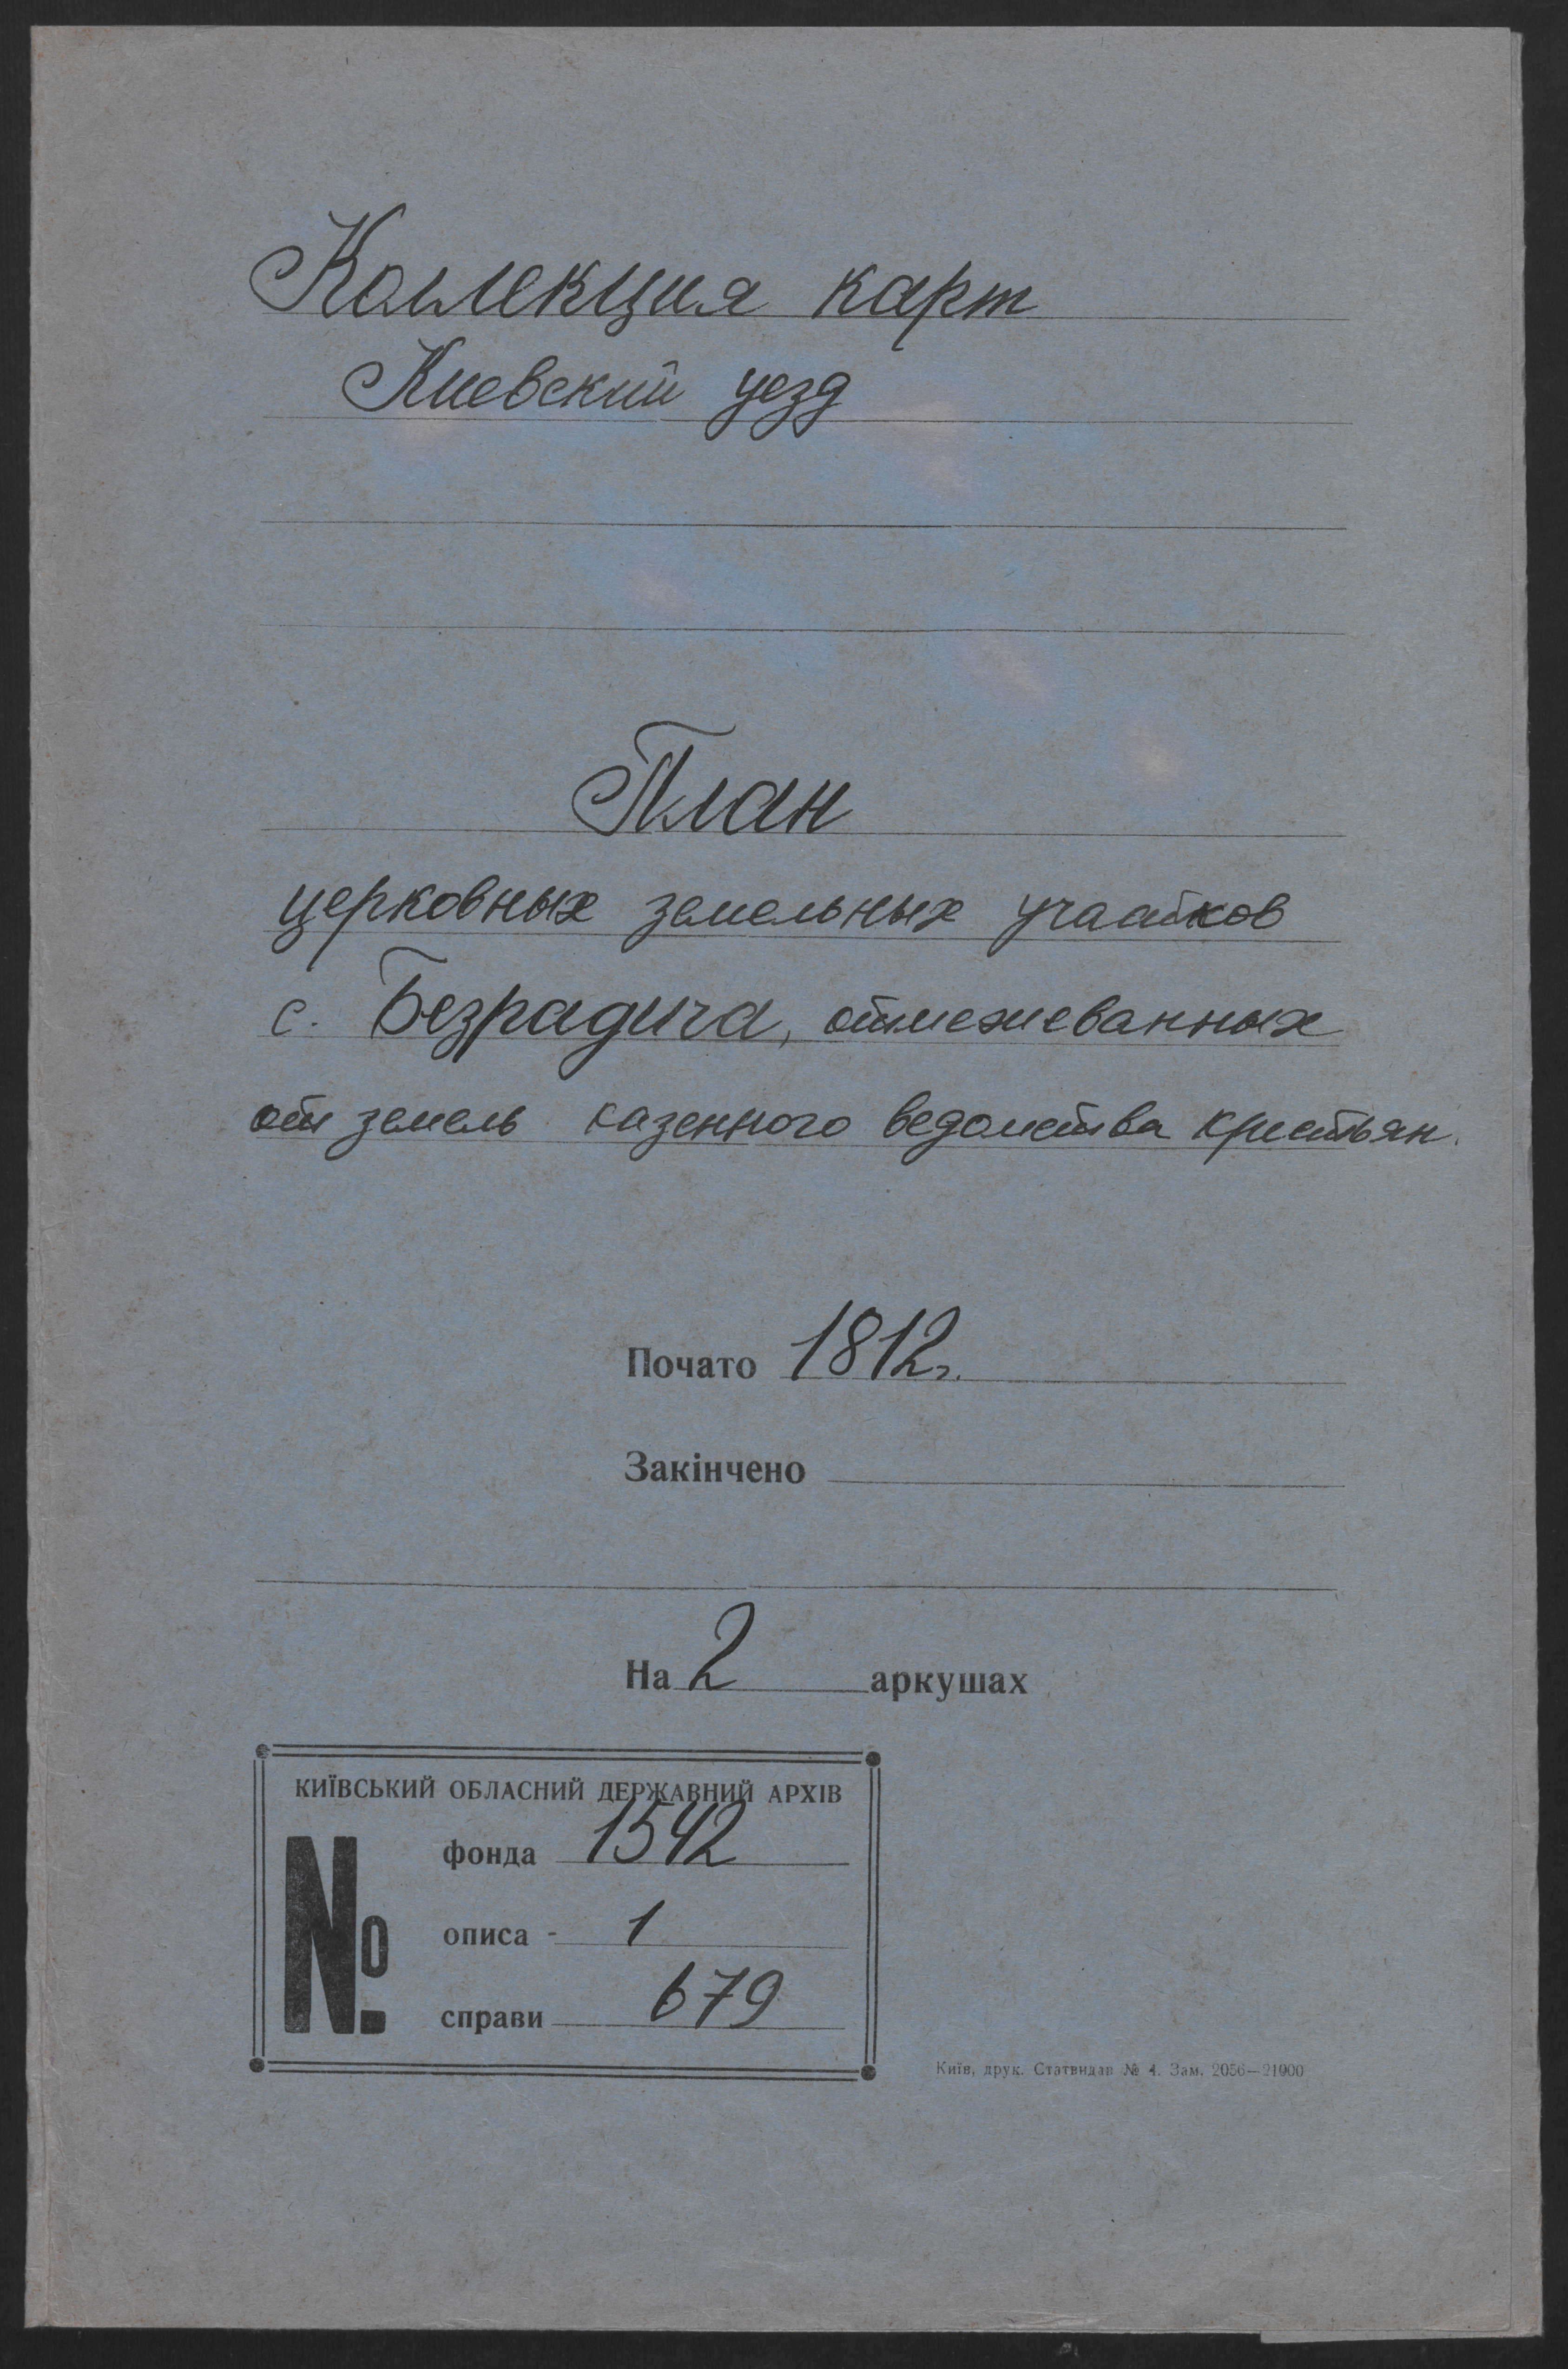 Коллекция карт
Киевский уезд
План
церковных земельных участков
с. Безрадича, отмежеванных
от земель казенного ведомства крестьян.
Почато 1812г.
Закінчено
На 2 аркушах
КИЇВСЬКИЙ ОБЛАСНИЙ ДЕРЖАВНИЙ АРХІВ
№ фонда 1542
описа - 1
справи 679
Київ, друк. Статвидав № 4. Зам. 2056—21000